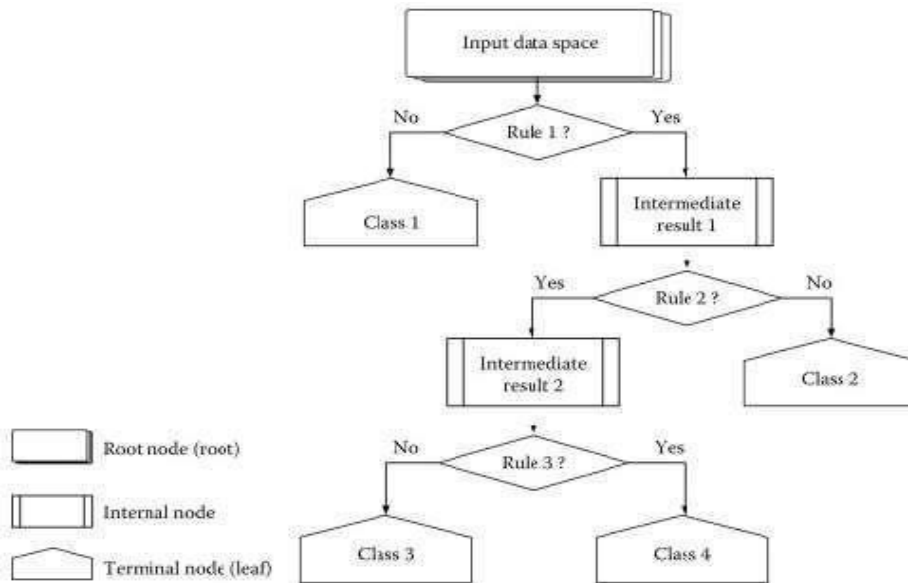 Input data space
No
Rule 1 ?
Yes
Class 1
Intermediate
result 1
Yes
Rule 2 ?
No
Intermediate
result 2
Class 2
No
Rule 3 ?
Yes
Class 3
Class 4
Root node (root)
Internal node
Terminal node (leaf)